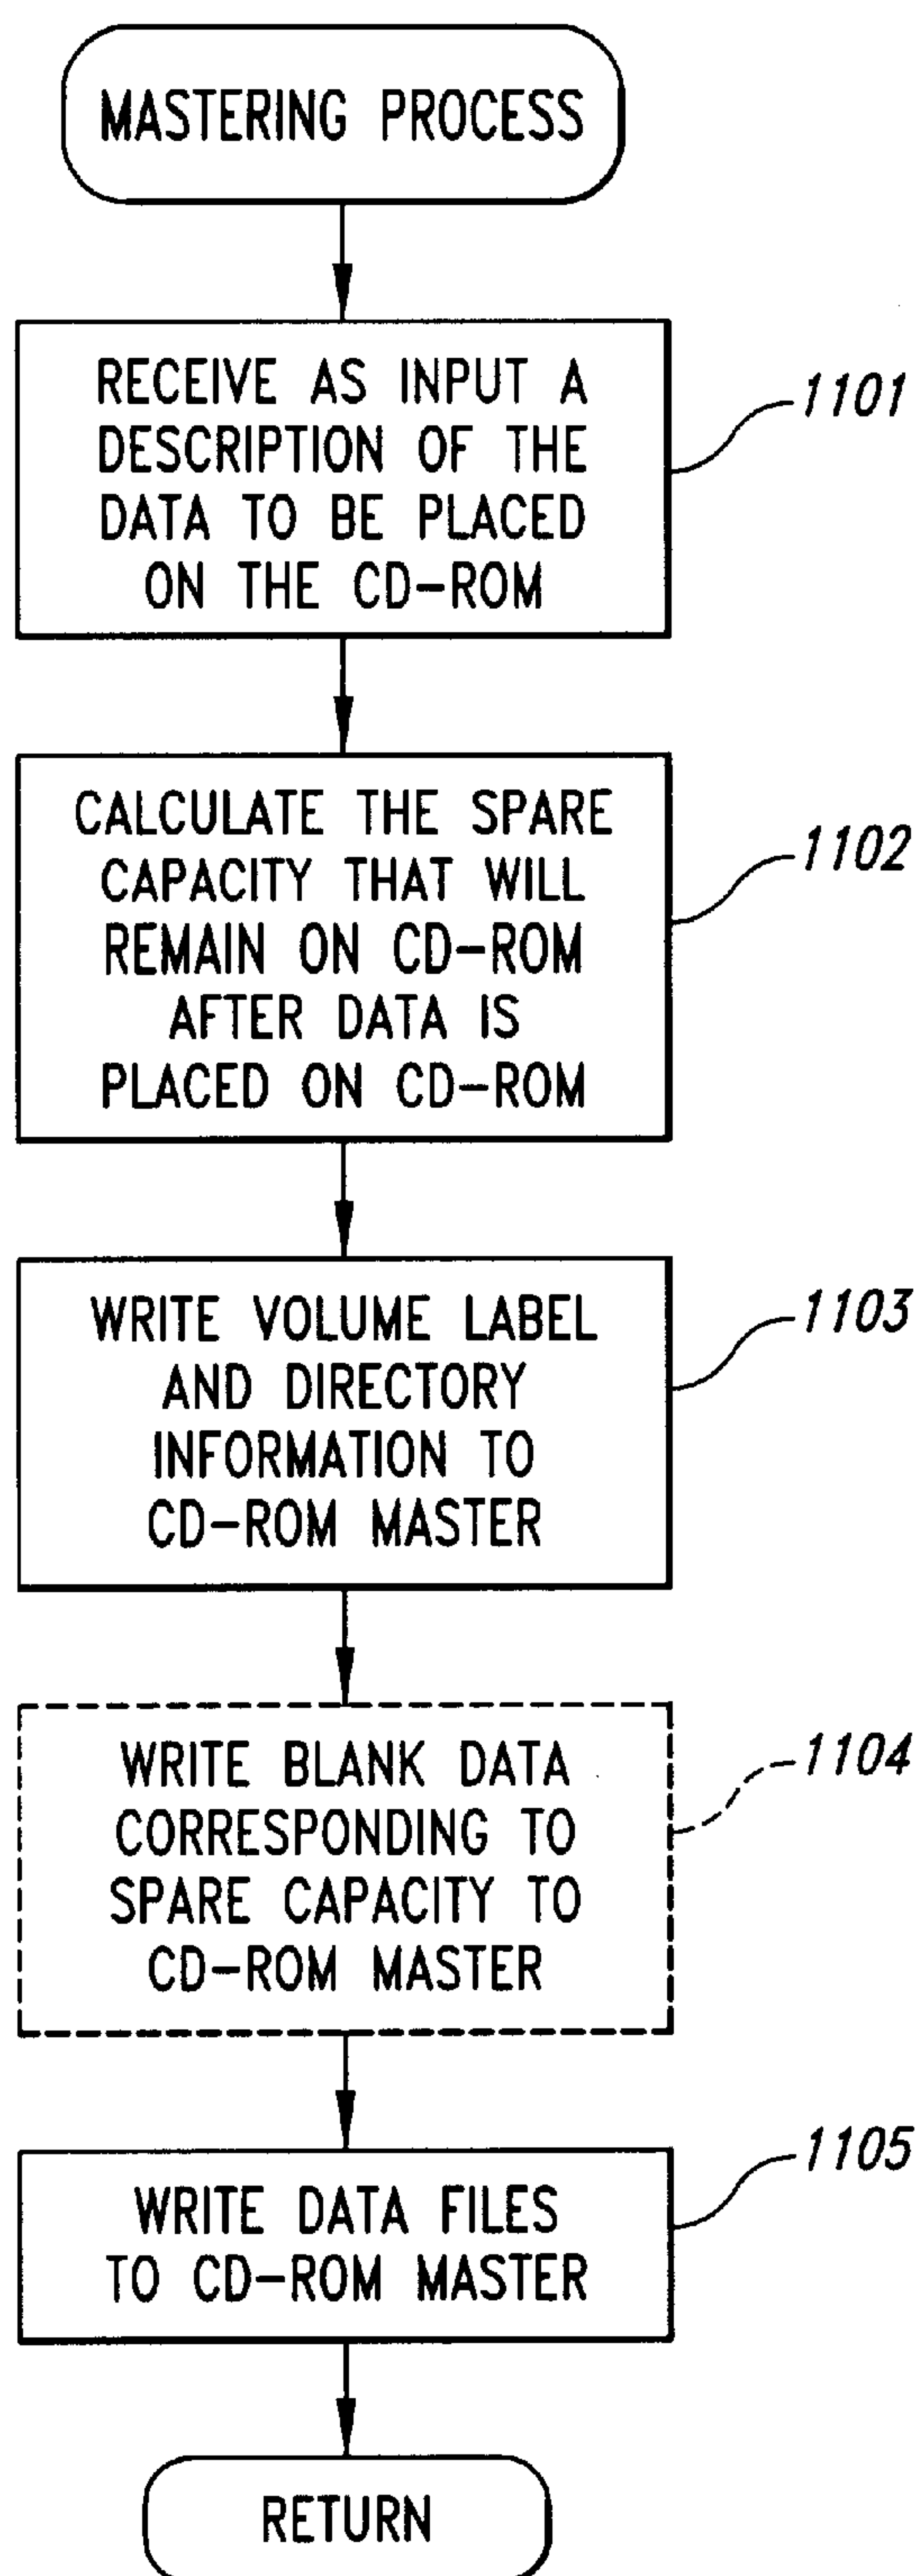 MASTERING PROCESS
RECEIVE AS INPUT A
DESCRIPTION OF THE
DATA TO BE PLACED
ON THE CD-ROM
1101
CALCULATE THE SPARE
CAPACITY THAT WILL
REMAIN ON CD-ROM
AFTER DATA IS
PLACED ON CD-ROM
1102
WRITE VOLUME LABEL
AND DIRECTORY
INFORMATION TO
CD-ROM MASTER
1103
WRITE BLANK DATA
CORRESPONDING TO
SPARE CAPACITY TO
CD-ROM MASTER
1104
WRITE DATA FILES
TO CD-ROM MASTER
1105
RETURN